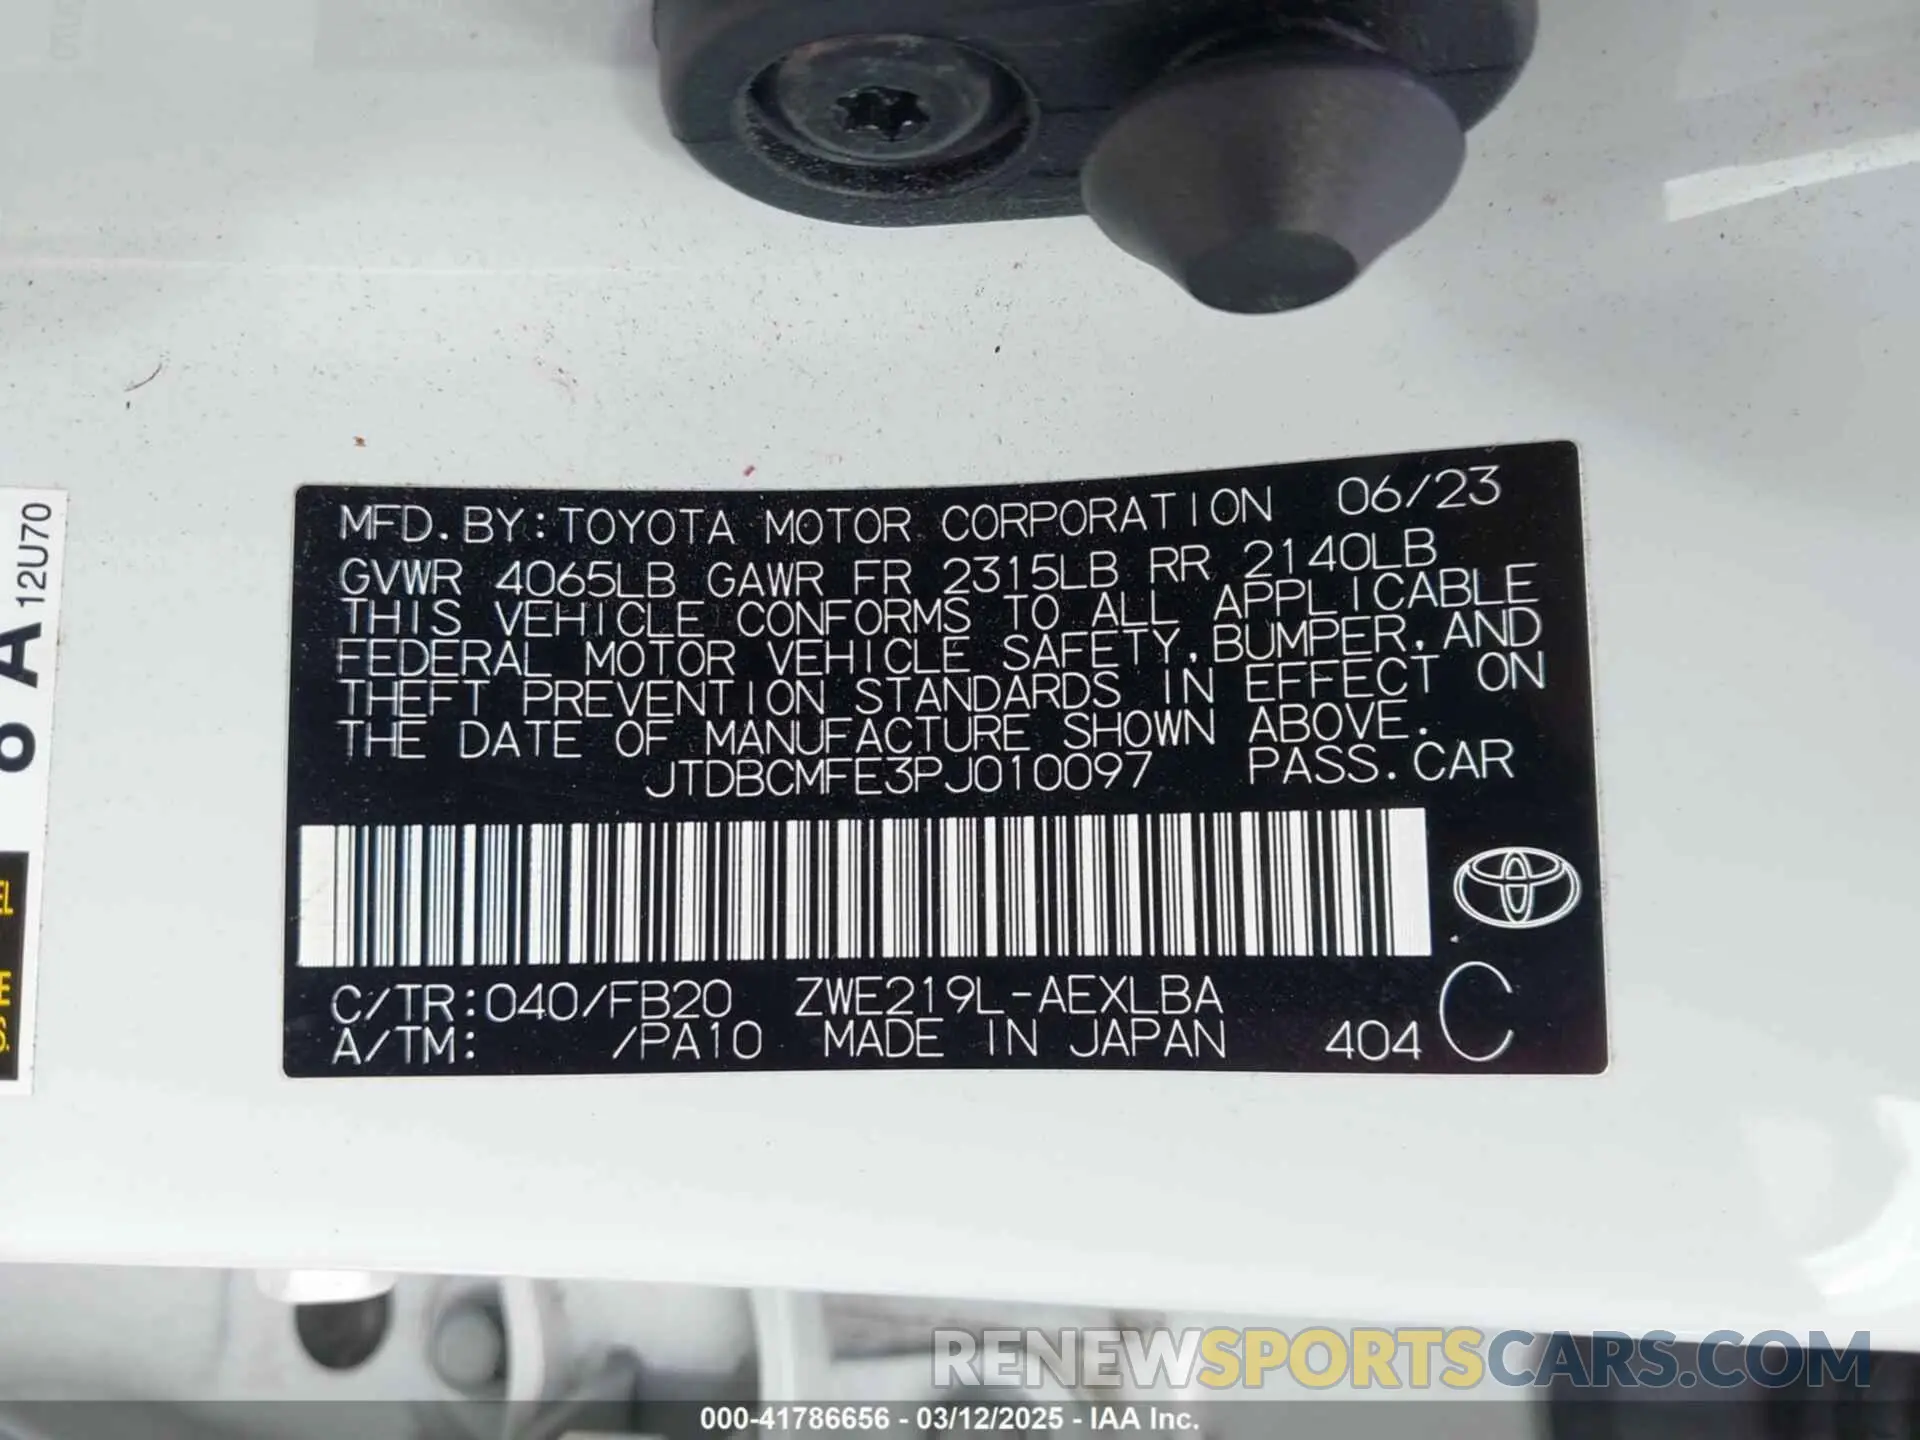 MFD. BY: TOYOTA MOTOR CORPORATION 06/23
GVWR 4065LB GAWR FR 2315LB RR 2140LB
THIS VEHICLE CONFORMS TO ALL APPLICABLE
FEDERAL MOTOR VEHICLE SAFETY, BUMPER, AND
THEFT PREVENTION STANDARDS IN EFFECT ON
THE DATE OF MANUFACTURE SHOWN ABOVE.
JTDBCMFE3PJ010097 PASS. CAR
C/TR: 040/FB20 ZWE219L-AEXLBA
A/TM: /PA10 MADE IN JAPAN 404 C
A 12U70
RENEWSPORTSCARS.COM
000-41786656 - 03/12/2025 - IAA Inc.